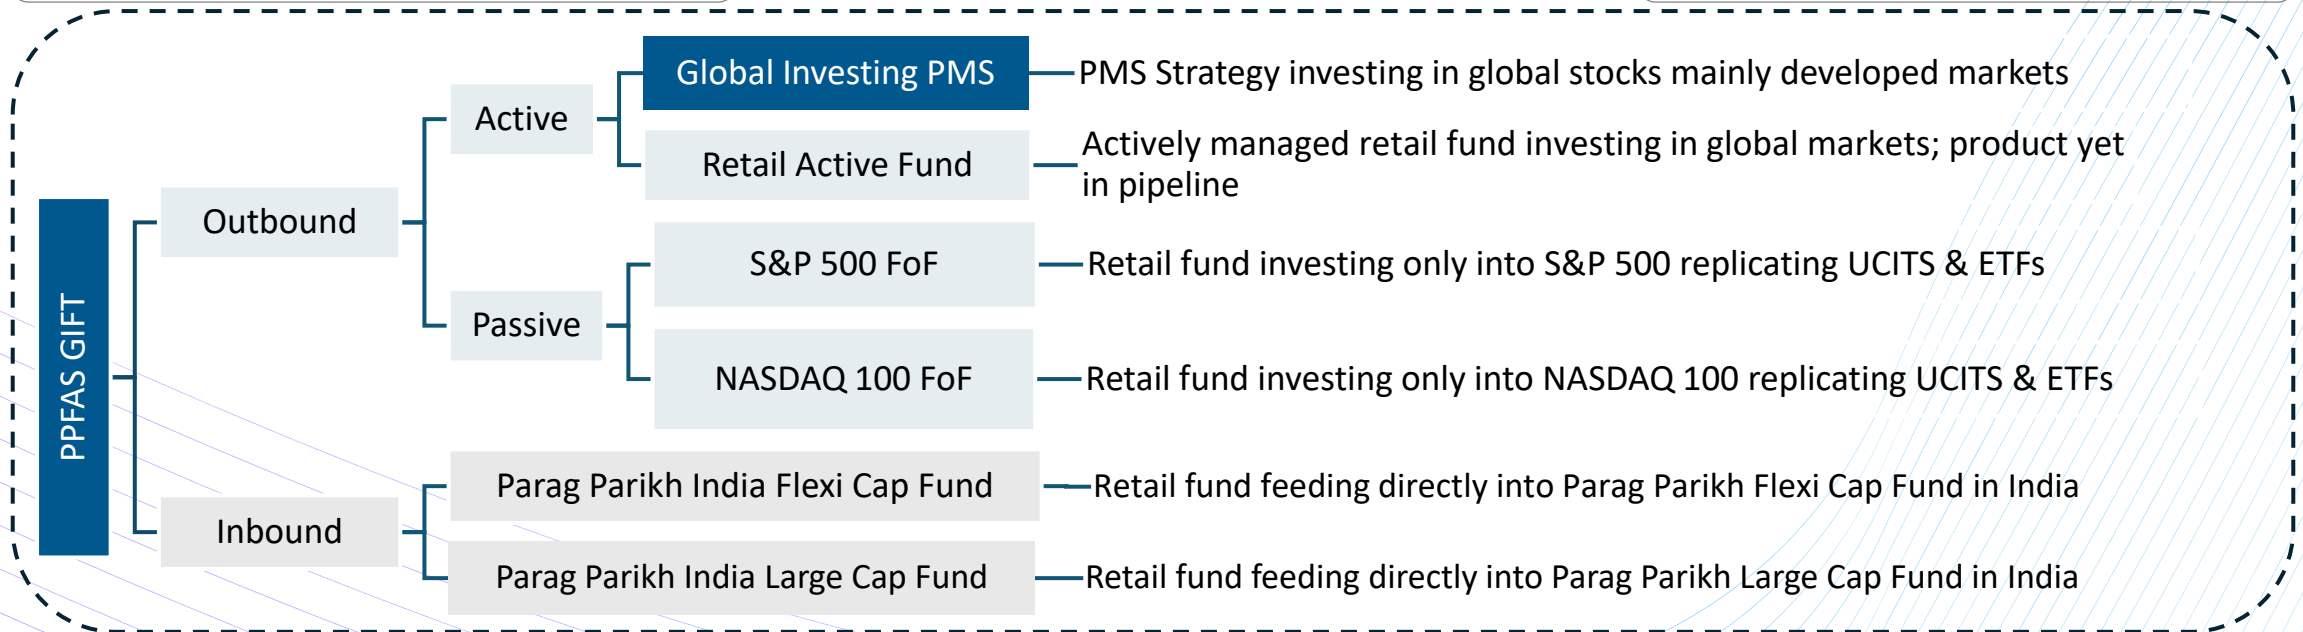 PPFAS GIFT
Outbound
Active
Global Investing PMS
PMS Strategy investing in global stocks mainly developed markets
Retail Active Fund
Actively managed retail fund investing in global markets; product yet
in pipeline
Passive
S&P 500 FoF
Retail fund investing only into S&P 500 replicating UCITS & ETFs
NASDAQ 100 FoF
Retail fund investing only into NASDAQ 100 replicating UCITS & ETFs
Inbound
Parag Parikh India Flexi Cap Fund
Retail fund feeding directly into Parag Parikh Flexi Cap Fund in India
Parag Parikh India Large Cap Fund
Retail fund feeding directly into Parag Parikh Large Cap Fund in India